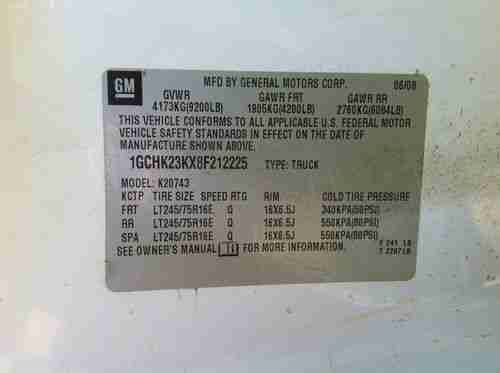 GM
MFD BY GENERAL MOTORS CORP. 06/08
GVWR GAWR FRT GAWR RR
4173KG(9200LB) 1905KG(4200LB) 2760KG(6084LB)
THIS VEHICLE CONFORMS TO ALL APPLICABLE U.S. FEDERAL MOTOR
VEHICLE SAFETY STANDARDS IN EFFECT ON THE DATE OF
MANUFACTURE SHOWN ABOVE.
1GCHK23KX8F212225 TYPE: TRUCK
MODEL: K20743
KCTP TIRE SIZE SPEED RTG R/M COLD TIRE PRESSURE
FRT LT245/75R16E Q 16X6.5J 340KPA(50PSI)
RR LT245/75R16E Q 16X6.5J 550KPA(80PSI)
SPA LT245/75R16E Q 16X6.5J 550KPA(80PSI)
SEE OWNER'S MANUAL FOR MORE INFORMATION.
241 LB
2267 LB